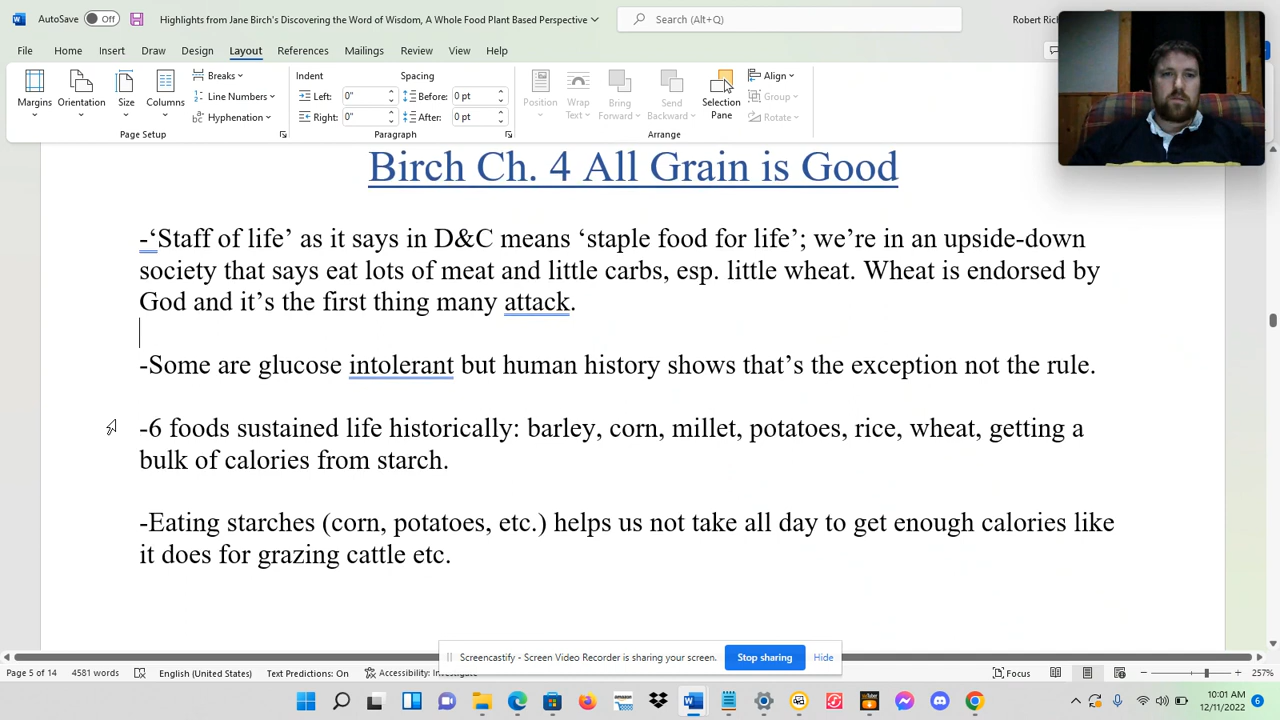 AutoSave Off Highlights from Jane Birch's Discovering the Word of Wisdom, A Whole Food Plant Based Perspective Search (Alt+Q) Robert Ric
File Home Insert Draw Design Layout References Mailings Review View Help
Margins Orientation Size Columns Breaks Line Numbers Hyphenation
Page Setup
Indent Spacing
Left: 0" Before: 0 pt
Right: 0" After: 0 pt
Paragraph
Position Wrap Text Bring Forward Send Backward Selection Pane Align Group Rotate
Arrange
Birch Ch. 4 All Grain is Good
-‘Staff of life’ as it says in D&C means ‘staple food for life’; we’re in an upside-down
society that says eat lots of meat and little carbs, esp. little wheat. Wheat is endorsed by
God and it’s the first thing many attack.
-Some are glucose intolerant but human history shows that’s the exception not the rule.
-6 foods sustained life historically: barley, corn, millet, potatoes, rice, wheat, getting a
bulk of calories from starch.
-Eating starches (corn, potatoes, etc.) helps us not take all day to get enough calories like
it does for grazing cattle etc.
Screencastify - Screen Video Recorder is sharing your screen. Stop sharing Hide
Page 5 of 14 4581 words English (United States) Text Predictions: On Accessibility: Investigate Focus 257%
10:01 AM
12/11/2022 6